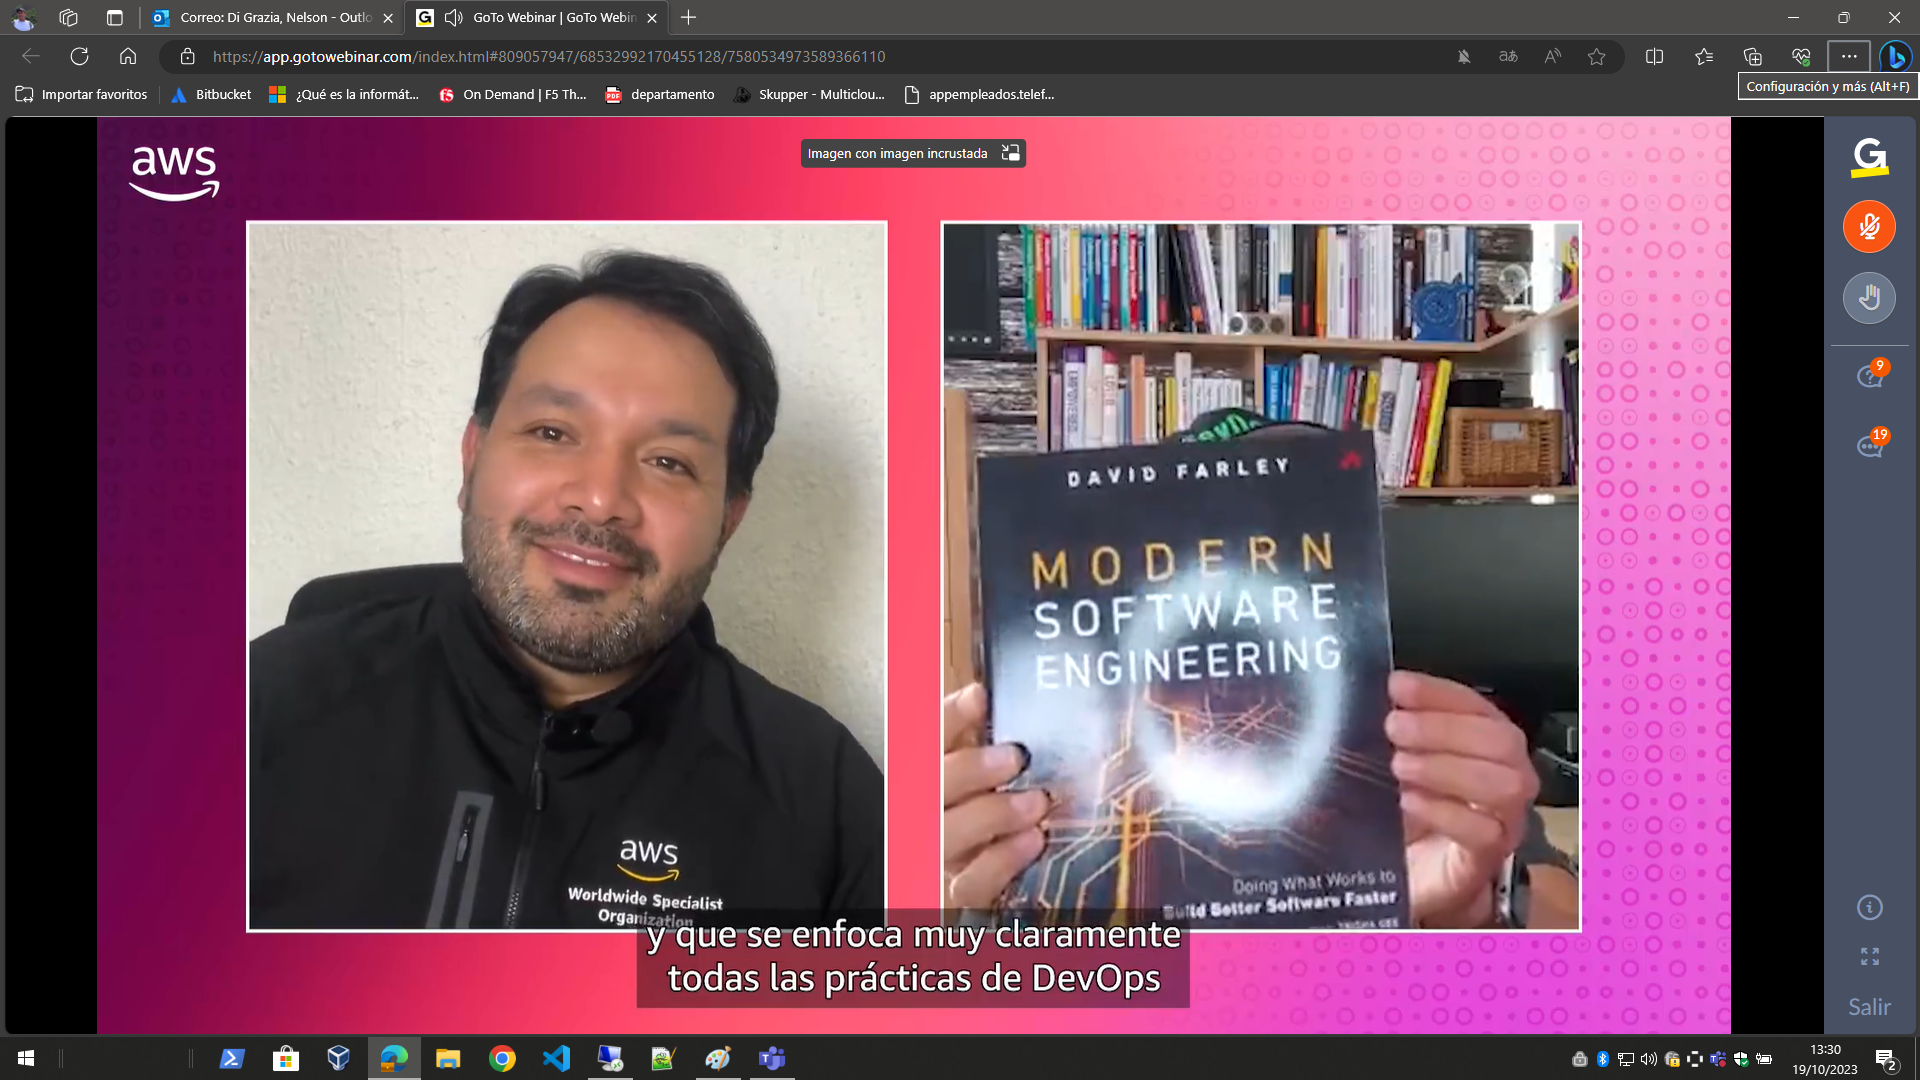 Correo: Di Grazia, Nelson - Outlo
GoTo Webinar | GoTo Webin
https://app.gotowebinar.com/index.html#809057947/68532992170455128/7580534973589366110
Importar favoritos
Bitbucket
¿Qué es la informát...
On Demand | F5 Th...
departamento
Skupper - Multiclou...
appempleados.telef...
Configuración y más (Alt+F)
aws
Imagen con imagen incrustada
G
9
19
DAVID FARLEY
MODERN
SOFTWARE
ENGINEERING
Doing What Works to
Build Better Software Faster
aws
Worldwide Specialist
Organization
y que se enfoca muy claramente
todas las prácticas de DevOps
Salir
13:30
19/10/2023
2